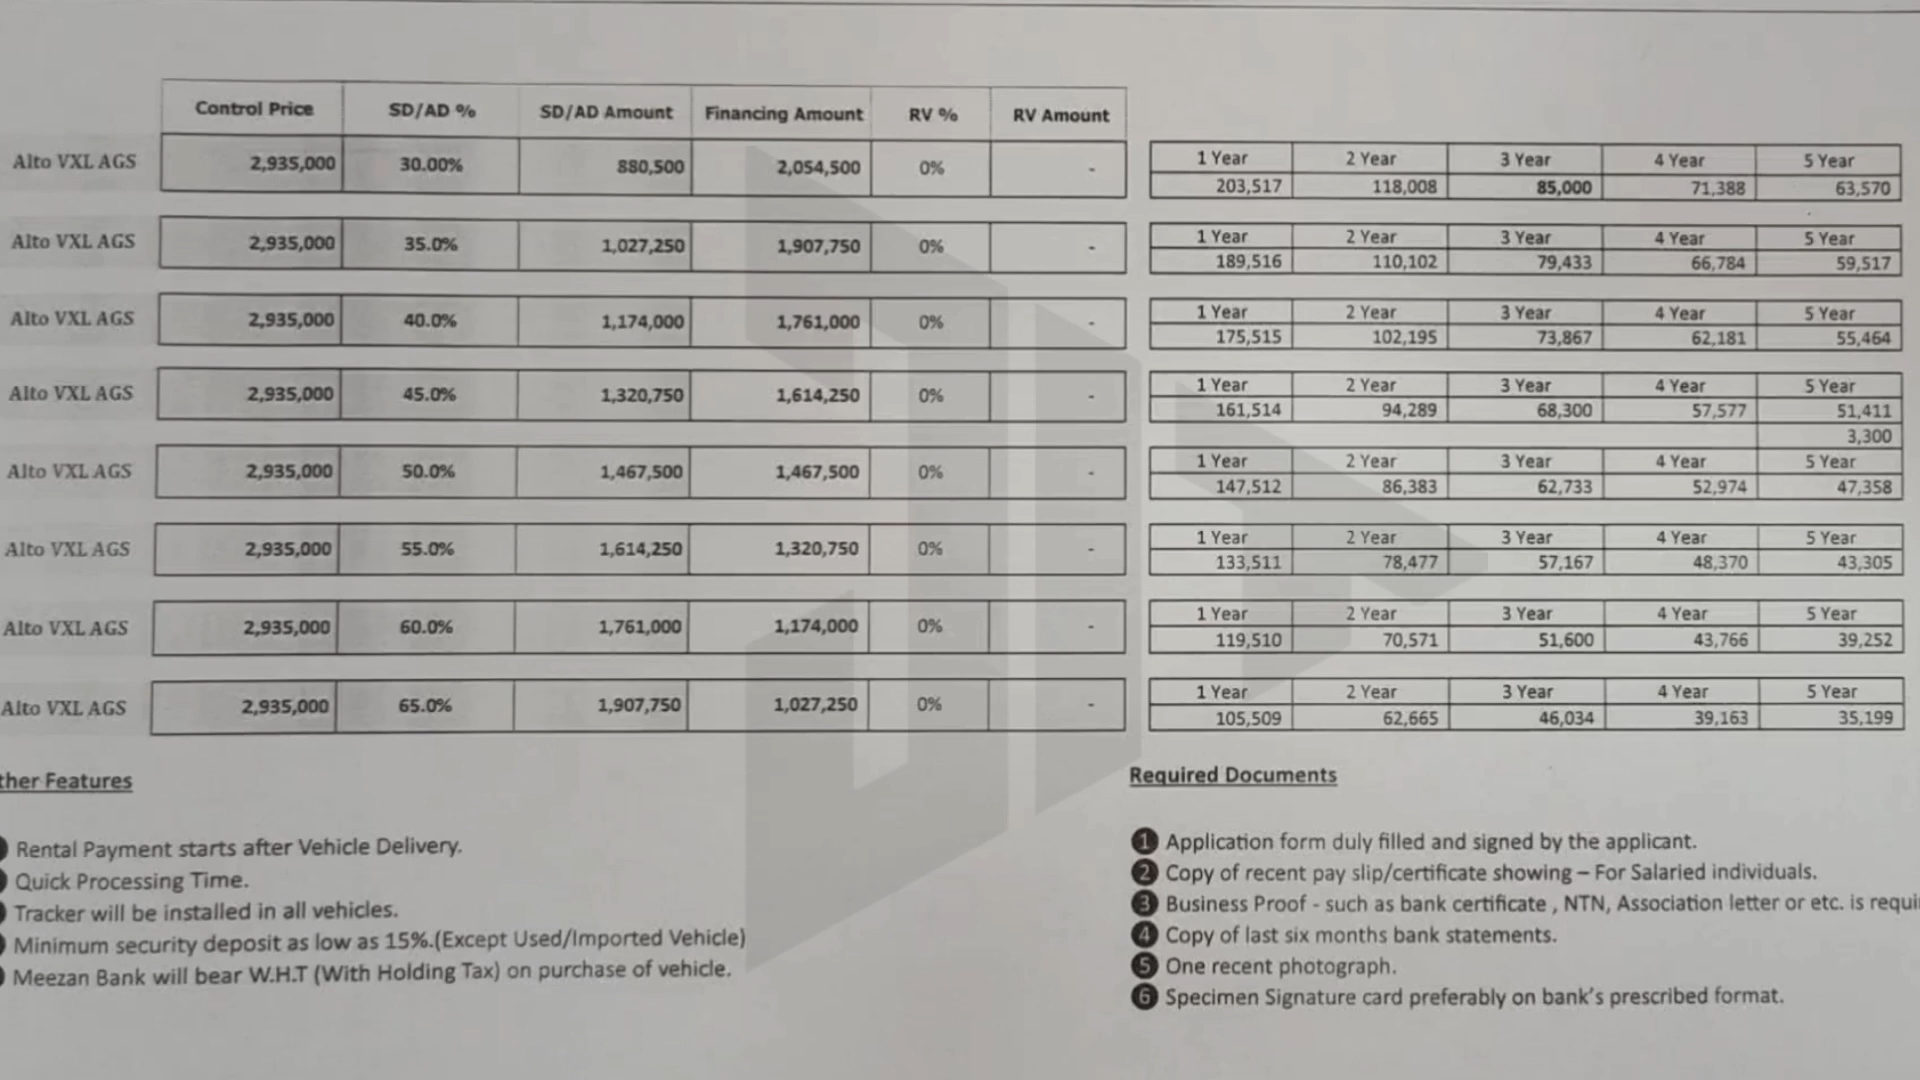 Control Price SD/AD % SD/AD Amount Financing Amount RV % RV Amount
Alto VXL AGS 2,935,000 30.00% 880,500 2,054,500 0% -
1 Year 2 Year 3 Year 4 Year 5 Year
203,517 118,008 85,000 71,388 63,570
Alto VXL AGS 2,935,000 35.0% 1,027,250 1,907,750 0% -
1 Year 2 Year 3 Year 4 Year 5 Year
189,516 110,102 79,433 66,784 59,517
Alto VXL AGS 2,935,000 40.0% 1,174,000 1,761,000 0% -
1 Year 2 Year 3 Year 4 Year 5 Year
175,515 102,195 73,867 62,181 55,464
Alto VXL AGS 2,935,000 45.0% 1,320,750 1,614,250 0% -
1 Year 2 Year 3 Year 4 Year 5 Year
161,514 94,289 68,300 57,577 51,411
3,300
Alto VXL AGS 2,935,000 50.0% 1,467,500 1,467,500 0% -
1 Year 2 Year 3 Year 4 Year 5 Year
147,512 86,383 62,733 52,974 47,358
Alto VXL AGS 2,935,000 55.0% 1,614,250 1,320,750 0% -
1 Year 2 Year 3 Year 4 Year 5 Year
133,511 78,477 57,167 48,370 43,305
Alto VXL AGS 2,935,000 60.0% 1,761,000 1,174,000 0% -
1 Year 2 Year 3 Year 4 Year 5 Year
119,510 70,571 51,600 43,766 39,252
Alto VXL AGS 2,935,000 65.0% 1,907,750 1,027,250 0% -
1 Year 2 Year 3 Year 4 Year 5 Year
105,509 62,665 46,034 39,163 35,199
ther Features
Rental Payment starts after Vehicle Delivery.
Quick Processing Time.
Tracker will be installed in all vehicles.
Minimum security deposit as low as 15%.(Except Used/Imported Vehicle)
Meezan Bank will bear W.H.T (With Holding Tax) on purchase of vehicle.
Required Documents
1 Application form duly filled and signed by the applicant.
2 Copy of recent pay slip/certificate showing – For Salaried individuals.
3 Business Proof - such as bank certificate , NTN, Association letter or etc. is requi
4 Copy of last six months bank statements.
5 One recent photograph.
6 Specimen Signature card preferably on bank's prescribed format.